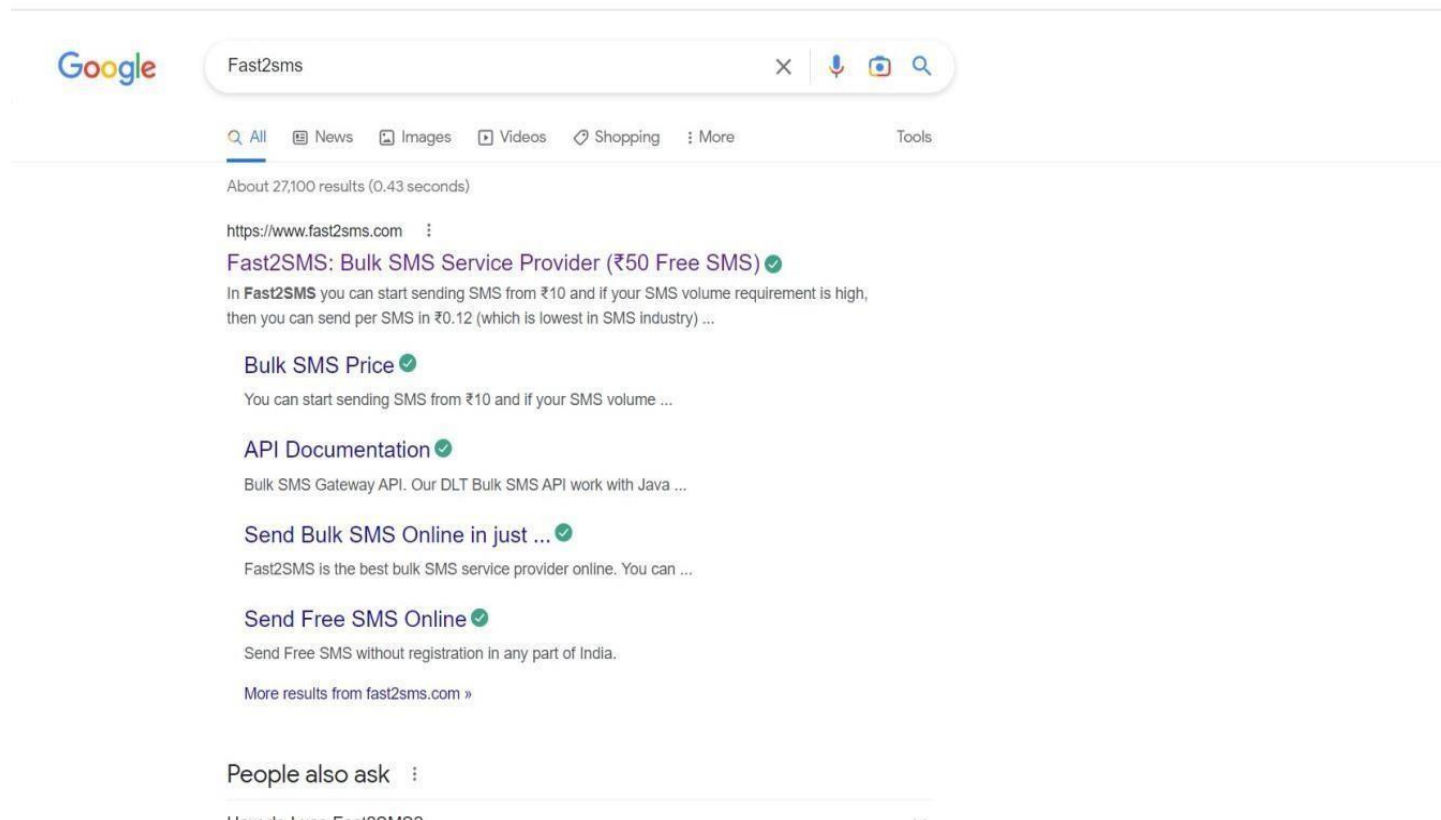 Google
Fast2sms
All News Images Videos Shopping More Tools
About 27,100 results (0.43 seconds)
https://www.fast2sms.com
Fast2SMS: Bulk SMS Service Provider (₹50 Free SMS)
In Fast2SMS you can start sending SMS from ₹10 and if your SMS volume requirement is high,
then you can send per SMS in ₹0.12 (which is lowest in SMS industry) ...
Bulk SMS Price
You can start sending SMS from ₹10 and if your SMS volume ...
API Documentation
Bulk SMS Gateway API. Our DLT Bulk SMS API work with Java ...
Send Bulk SMS Online in just ...
Fast2SMS is the best bulk SMS service provider online. You can ...
Send Free SMS Online
Send Free SMS without registration in any part of India.
More results from fast2sms.com »
People also ask